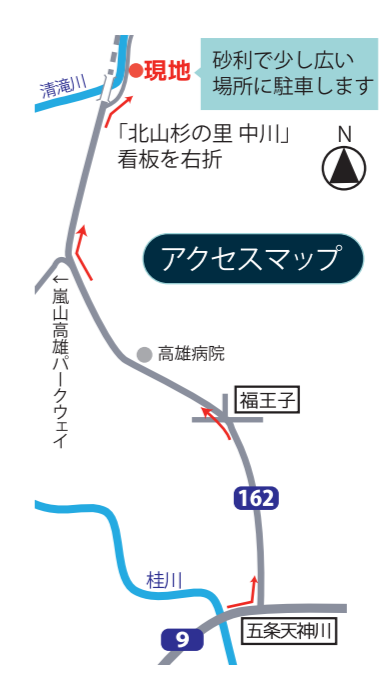 現地
砂利で少し広い
場所に駐車します
清滝川
「北山杉の里 中川」
看板を右折
N
アクセスマップ
←嵐山高雄パークウェイ
高雄病院
福王子
162
桂川
9
五条天神川